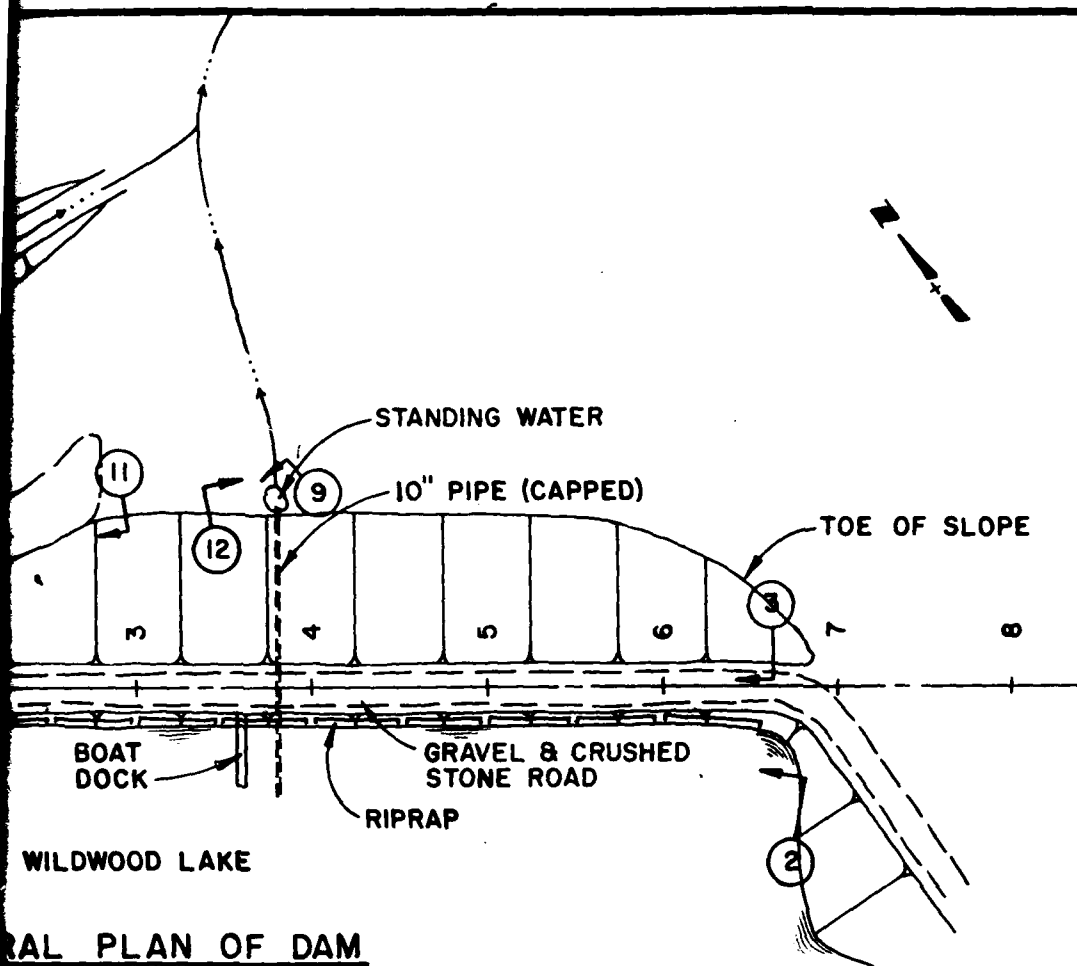 STANDING WATER
11
9
10" PIPE (CAPPED)
12
TOE OF SLOPE
3
3
4
5
6
7
8
BOAT
DOCK
GRAVEL & CRUSHED
STONE ROAD
RIPRAP
2
WILDWOOD LAKE
RAL PLAN OF DAM